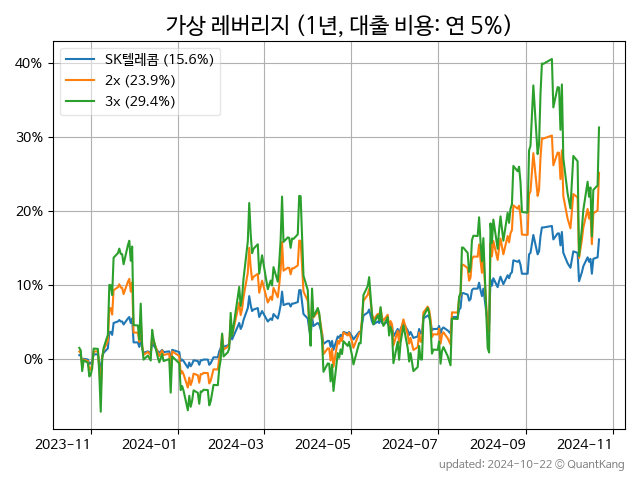 가상 레버리지 (1년, 대출 비용: 연 5%)
SK텔레콤 (15.6%)
2x (23.9%)
3x (29.4%)
40%
30%
20%
10%
0%
2023-11 2024-01 2024-03 2024-05 2024-07 2024-09 2024-11
updated: 2024-10-22 © QuantKang